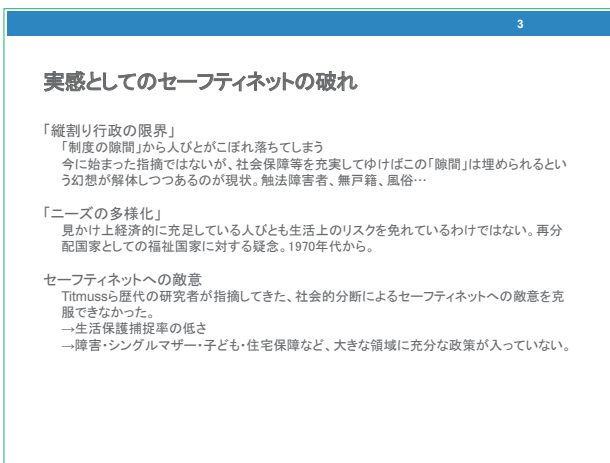 3
実感としてのセーフティネットの破れ
「縦割り行政の限界」
「制度の隙間」から人びとがこぼれ落ちてしまう
今に始まった指摘ではないが、社会保障等を充実してゆけばこの「隙間」は埋められるとい
う幻想が解体しつつあるのが現状。触法障害者、無戸籍、風俗…
「ニーズの多様化」
見かけ上経済的に充足している人びとも生活上のリスクを免れているわけではない。再分
配国家としての福祉国家に対する疑念。1970年代から。
セーフティネットへの敵意
Titmussら歴代の研究者が指摘してきた、社会的分断によるセーフティネットへの敵意を克
服できなかった。
→生活保護捕捉率の低さ
→障害・シングルマザー・子ども・住宅保障など、大きな領域に充分な政策が入っていない。